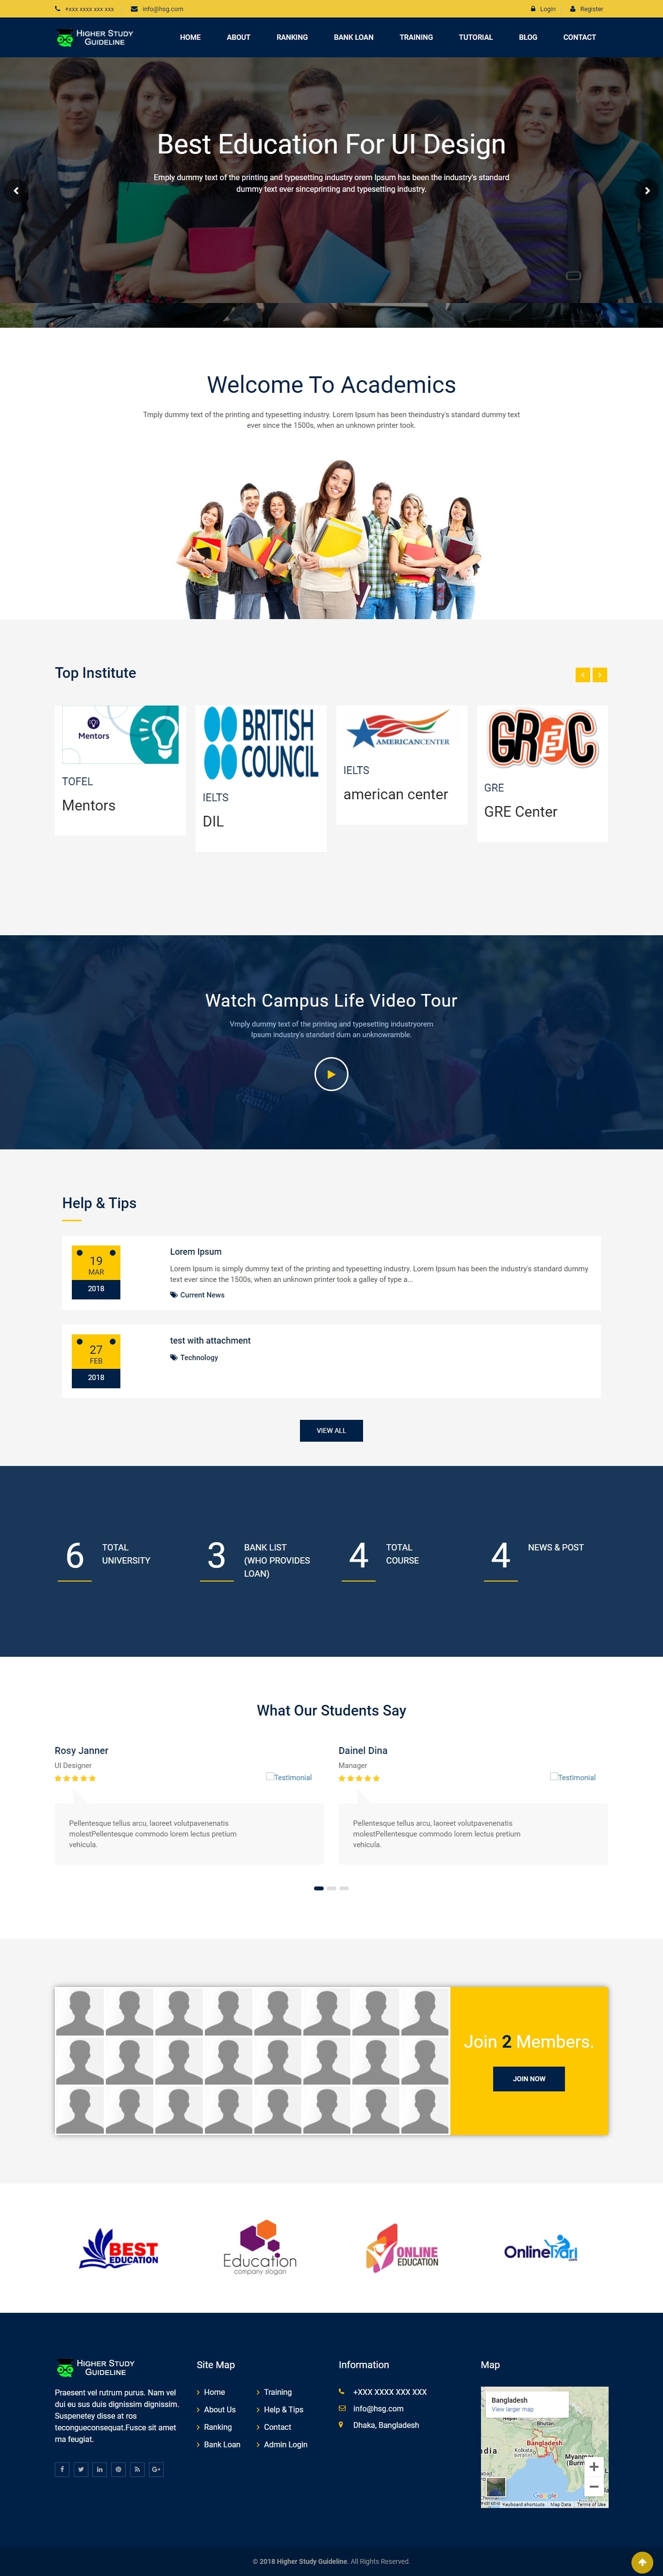 +xxx xxxx xxx xxx info@hsg.com Login Register
HIGHER STUDY
GUIDELINE
HOME ABOUT RANKING BANK LOAN TRAINING TUTORIAL BLOG CONTACT
Best Education For UI Design
Emply dummy text of the printing and typesetting industry orem Ipsum has been the industry's standard
dummy text ever sinceprinting and typesetting industry.
Welcome To Academics
Tmply dummy text of the printing and typesetting industry. Lorem Ipsum has been theindustry's standard dummy text
ever since the 1500s, when an unknown printer took.
Top Institute
Mentors
TOFEL
Mentors
BRITISH
COUNCIL
IELTS
DIL
AMERICANCENTER
IELTS
american center
GREC
GRE
GRE Center
Watch Campus Life Video Tour
Vmply dummy text of the printing and typesetting industryorem
Ipsum industry's standard dum an unknowramble.
Help & Tips
19
MAR
2018
Lorem Ipsum
Lorem Ipsum is simply dummy text of the printing and typesetting industry. Lorem Ipsum has been the industry's standard dummy
text ever since the 1500s, when an unknown printer took a galley of type a...
Current News
27
FEB
2018
test with attachment
Technology
VIEW ALL
6 TOTAL
UNIVERSITY
3 BANK LIST
(WHO PROVIDES
LOAN)
4 TOTAL
COURSE
4 NEWS & POST
What Our Students Say
Rosy Janner
UI Designer
Testimonial
Pellentesque tellus arcu, laoreet volutpavenenatis
molestPellentesque commodo lorem lectus pretium
vehicula.
Dainel Dina
Manager
Testimonial
Pellentesque tellus arcu, laoreet volutpavenenatis
molestPellentesque commodo lorem lectus pretium
vehicula.
Join 2 Members.
JOIN NOW
BEST
EDUCATION
Education
company slogan
ONLINE
EDUCATION
HIGHER STUDY
GUIDELINE
Praesent vel rutrum purus. Nam vel
dui eu sus duis dignissim dignissim.
Suspenetey disse at ros
tecongueconsequat.Fusce sit amet
rna feugiat.
Site Map
Home
About Us
Ranking
Bank Loan
Training
Help & Tips
Contact
Admin Login
Information
+XXX XXXX XXX XXX
info@hsg.com
Dhaka, Bangladesh
Map
Bangladesh
View larger map
Bhutan
Bangladesh
Kolkata
Google
Keyboard shortcuts Map Data Terms of Use
© 2018 Higher Study Guideline. All Rights Reserved.